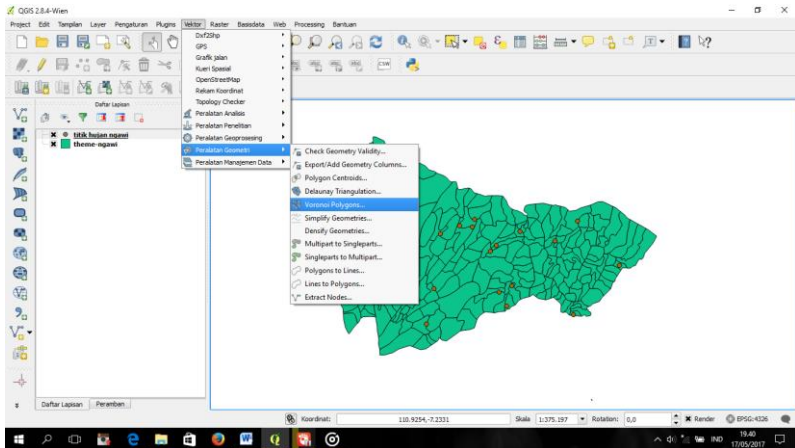 QGIS 2.8.4-Wien
Project Edit Tampilan Layer Pengaturan Plugins Vektor Raster Basisdata Web Processing Bantuan
Dxf2Shp
GPS
Grafik jalan
Kueri Spasial
OpenStreetMap
Rekam Koordinat
Topology Checker
Peralatan Analisis
Peralatan Penelitian
Peralatan Geoprosesing
Peralatan Geometri
Peralatan Manajemen Data
Check Geometry Validity...
Export/Add Geometry Columns...
Polygon Centroids...
Delaunay Triangulation...
Voronoi Polygons...
Simplify Geometries...
Densify Geometries...
Multipart to Singleparts...
Singleparts to Multipart...
Polygons to Lines...
Lines to Polygons...
Extract Nodes...
CSW
Daftar Lapisan
titik hujan ngawi
theme-ngawi
Daftar Lapisan Peramban
Koordinat: 110.9254,-7.2331 Skala 1:375.197 Rotation: 0,0 Render EPSG:4326
IND 19.40
17/05/2017